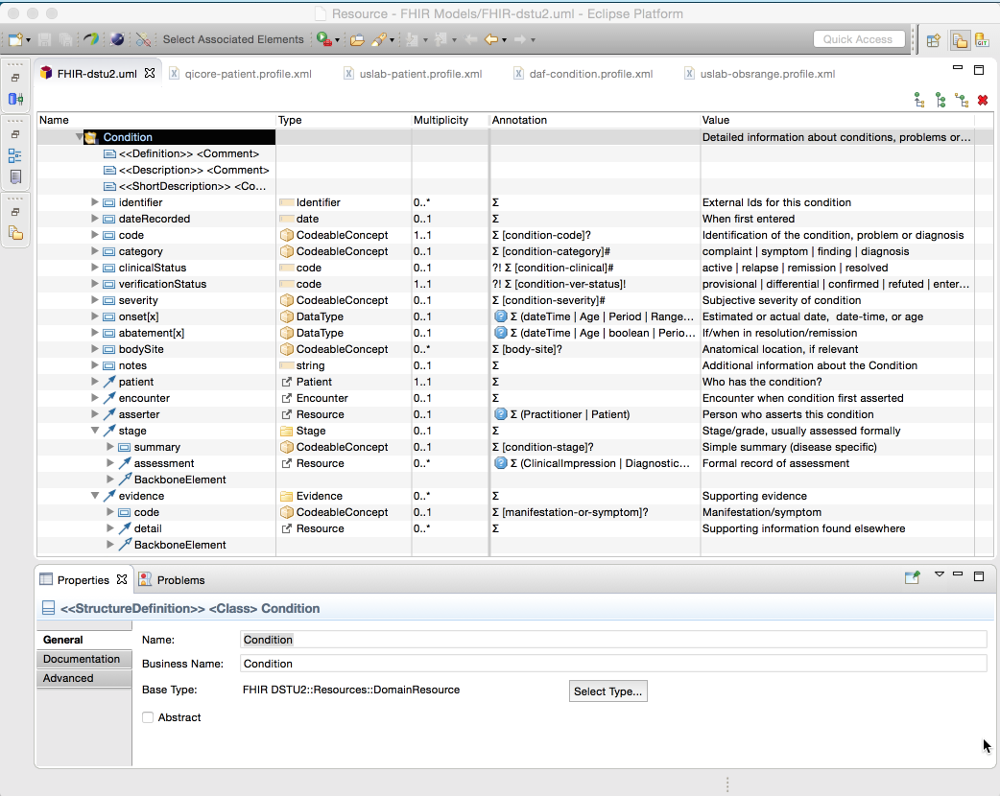 Resource - FHIR Models/FHIR-dstu2.uml - Eclipse Platform
Select Associated Elements Quick Access
GIT
FHIR-dstu2.uml qicore-patient.profile.xml uslab-patient.profile.xml daf-condition.profile.xml uslab-obsrange.profile.xml
Name Type Multiplicity Annotation Value
Condition Detailed information about conditions, problems or...
<<Definition>> <Comment>
<<Description>> <Comment>
<<ShortDescription>> <Co...
identifier Identifier 0..* Σ External Ids for this condition
dateRecorded date 0..1 Σ When first entered
code CodeableConcept 1..1 Σ [condition-code]? Identification of the condition, problem or diagnosis
category CodeableConcept 0..1 Σ [condition-category]# complaint | symptom | finding | diagnosis
clinicalStatus code 0..1 ?! Σ [condition-clinical]# active | relapse | remission | resolved
verificationStatus code 1..1 ?! Σ [condition-ver-status]! provisional | differential | confirmed | refuted | enter...
severity CodeableConcept 0..1 Σ [condition-severity]# Subjective severity of condition
onset[x] DataType 0..1 ? Σ (dateTime | Age | Period | Range... Estimated or actual date, date-time, or age
abatement[x] DataType 0..1 ? Σ (dateTime | Age | boolean | Perio... If/when in resolution/remission
bodySite CodeableConcept 0..* Σ [body-site]? Anatomical location, if relevant
notes string 0..1 Σ Additional information about the Condition
patient Patient 1..1 Σ Who has the condition?
encounter Encounter 0..1 Σ Encounter when condition first asserted
asserter Resource 0..1 ? Σ (Practitioner | Patient) Person who asserts this condition
stage Stage 0..1 Σ Stage/grade, usually assessed formally
summary CodeableConcept 0..1 Σ [condition-stage]? Simple summary (disease specific)
assessment Resource 0..* ? Σ (ClinicalImpression | Diagnostic... Formal record of assessment
BackboneElement
evidence Evidence 0..* Σ Supporting evidence
code CodeableConcept 0..1 Σ [manifestation-or-symptom]? Manifestation/symptom
detail Resource 0..* Σ Supporting information found elsewhere
BackboneElement
Properties Problems
<<StructureDefinition>> <Class> Condition
General Name: Condition
Documentation Business Name: Condition
Advanced Base Type: FHIR DSTU2::Resources::DomainResource Select Type...
Abstract